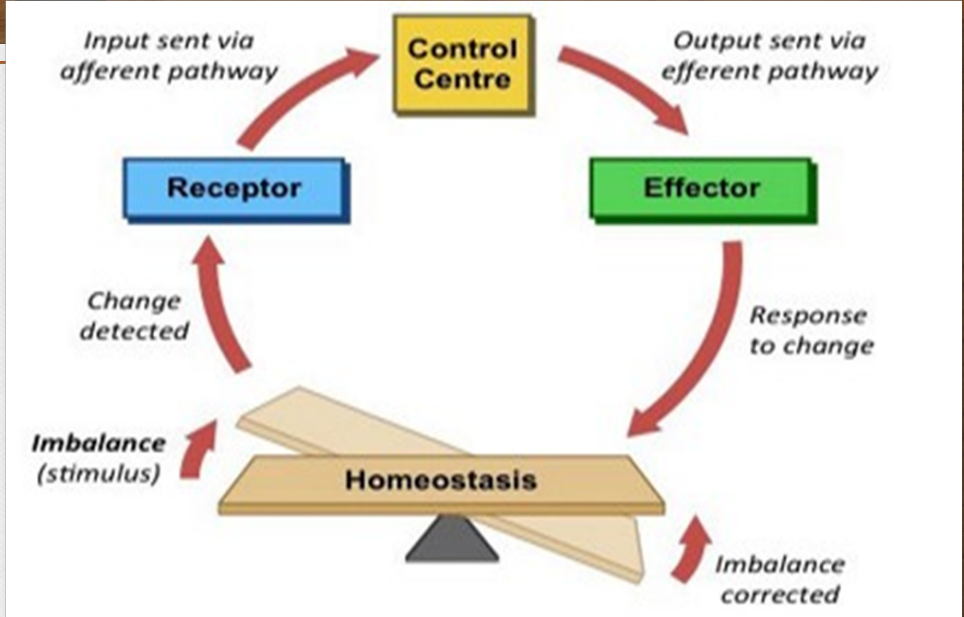 Input sent via
afferent pathway
Control
Centre
Output sent via
efferent pathway
Receptor
Effector
Change
detected
Response
to change
Imbalance
(stimulus)
Homeostasis
Imbalance
corrected